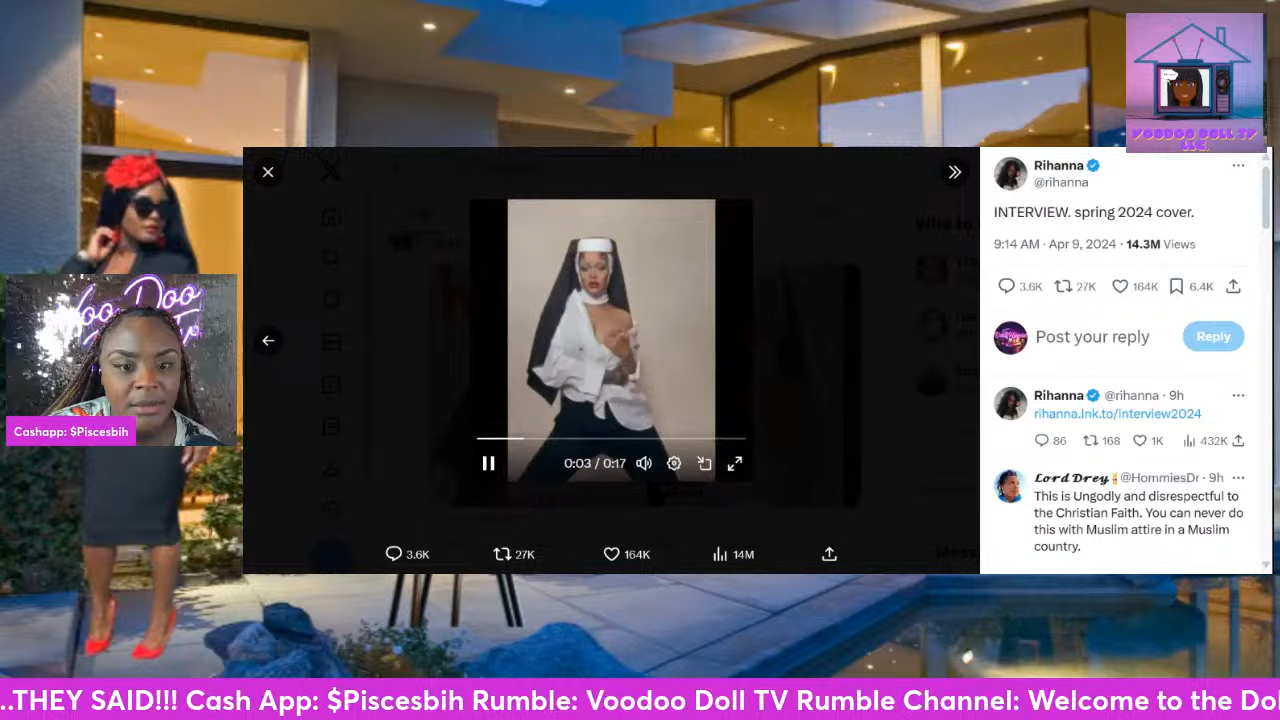 VOODOO DOLL TV
LLC.
Rihanna
@rihanna
INTERVIEW. spring 2024 cover.
9:14 AM · Apr 9, 2024 · 14.3M Views
3.6K 27K 164K 6.4K
Post your reply
Reply
Rihanna @rihanna · 9h
rihanna.lnk.to/interview2024
86 168 1K 432K
Lord Drey @HommiesDr · 9h
This is Ungodly and disrespectful to
the Christian Faith. You can never do
this with Muslim attire in a Muslim
country.
0:03 / 0:17
3.6K 27K 164K 14M
Voo Doo
Cashapp: $Piscesbih
..THEY SAID!!! Cash App: $Piscesbih Rumble: Voodoo Doll TV Rumble Channel: Welcome to the Do